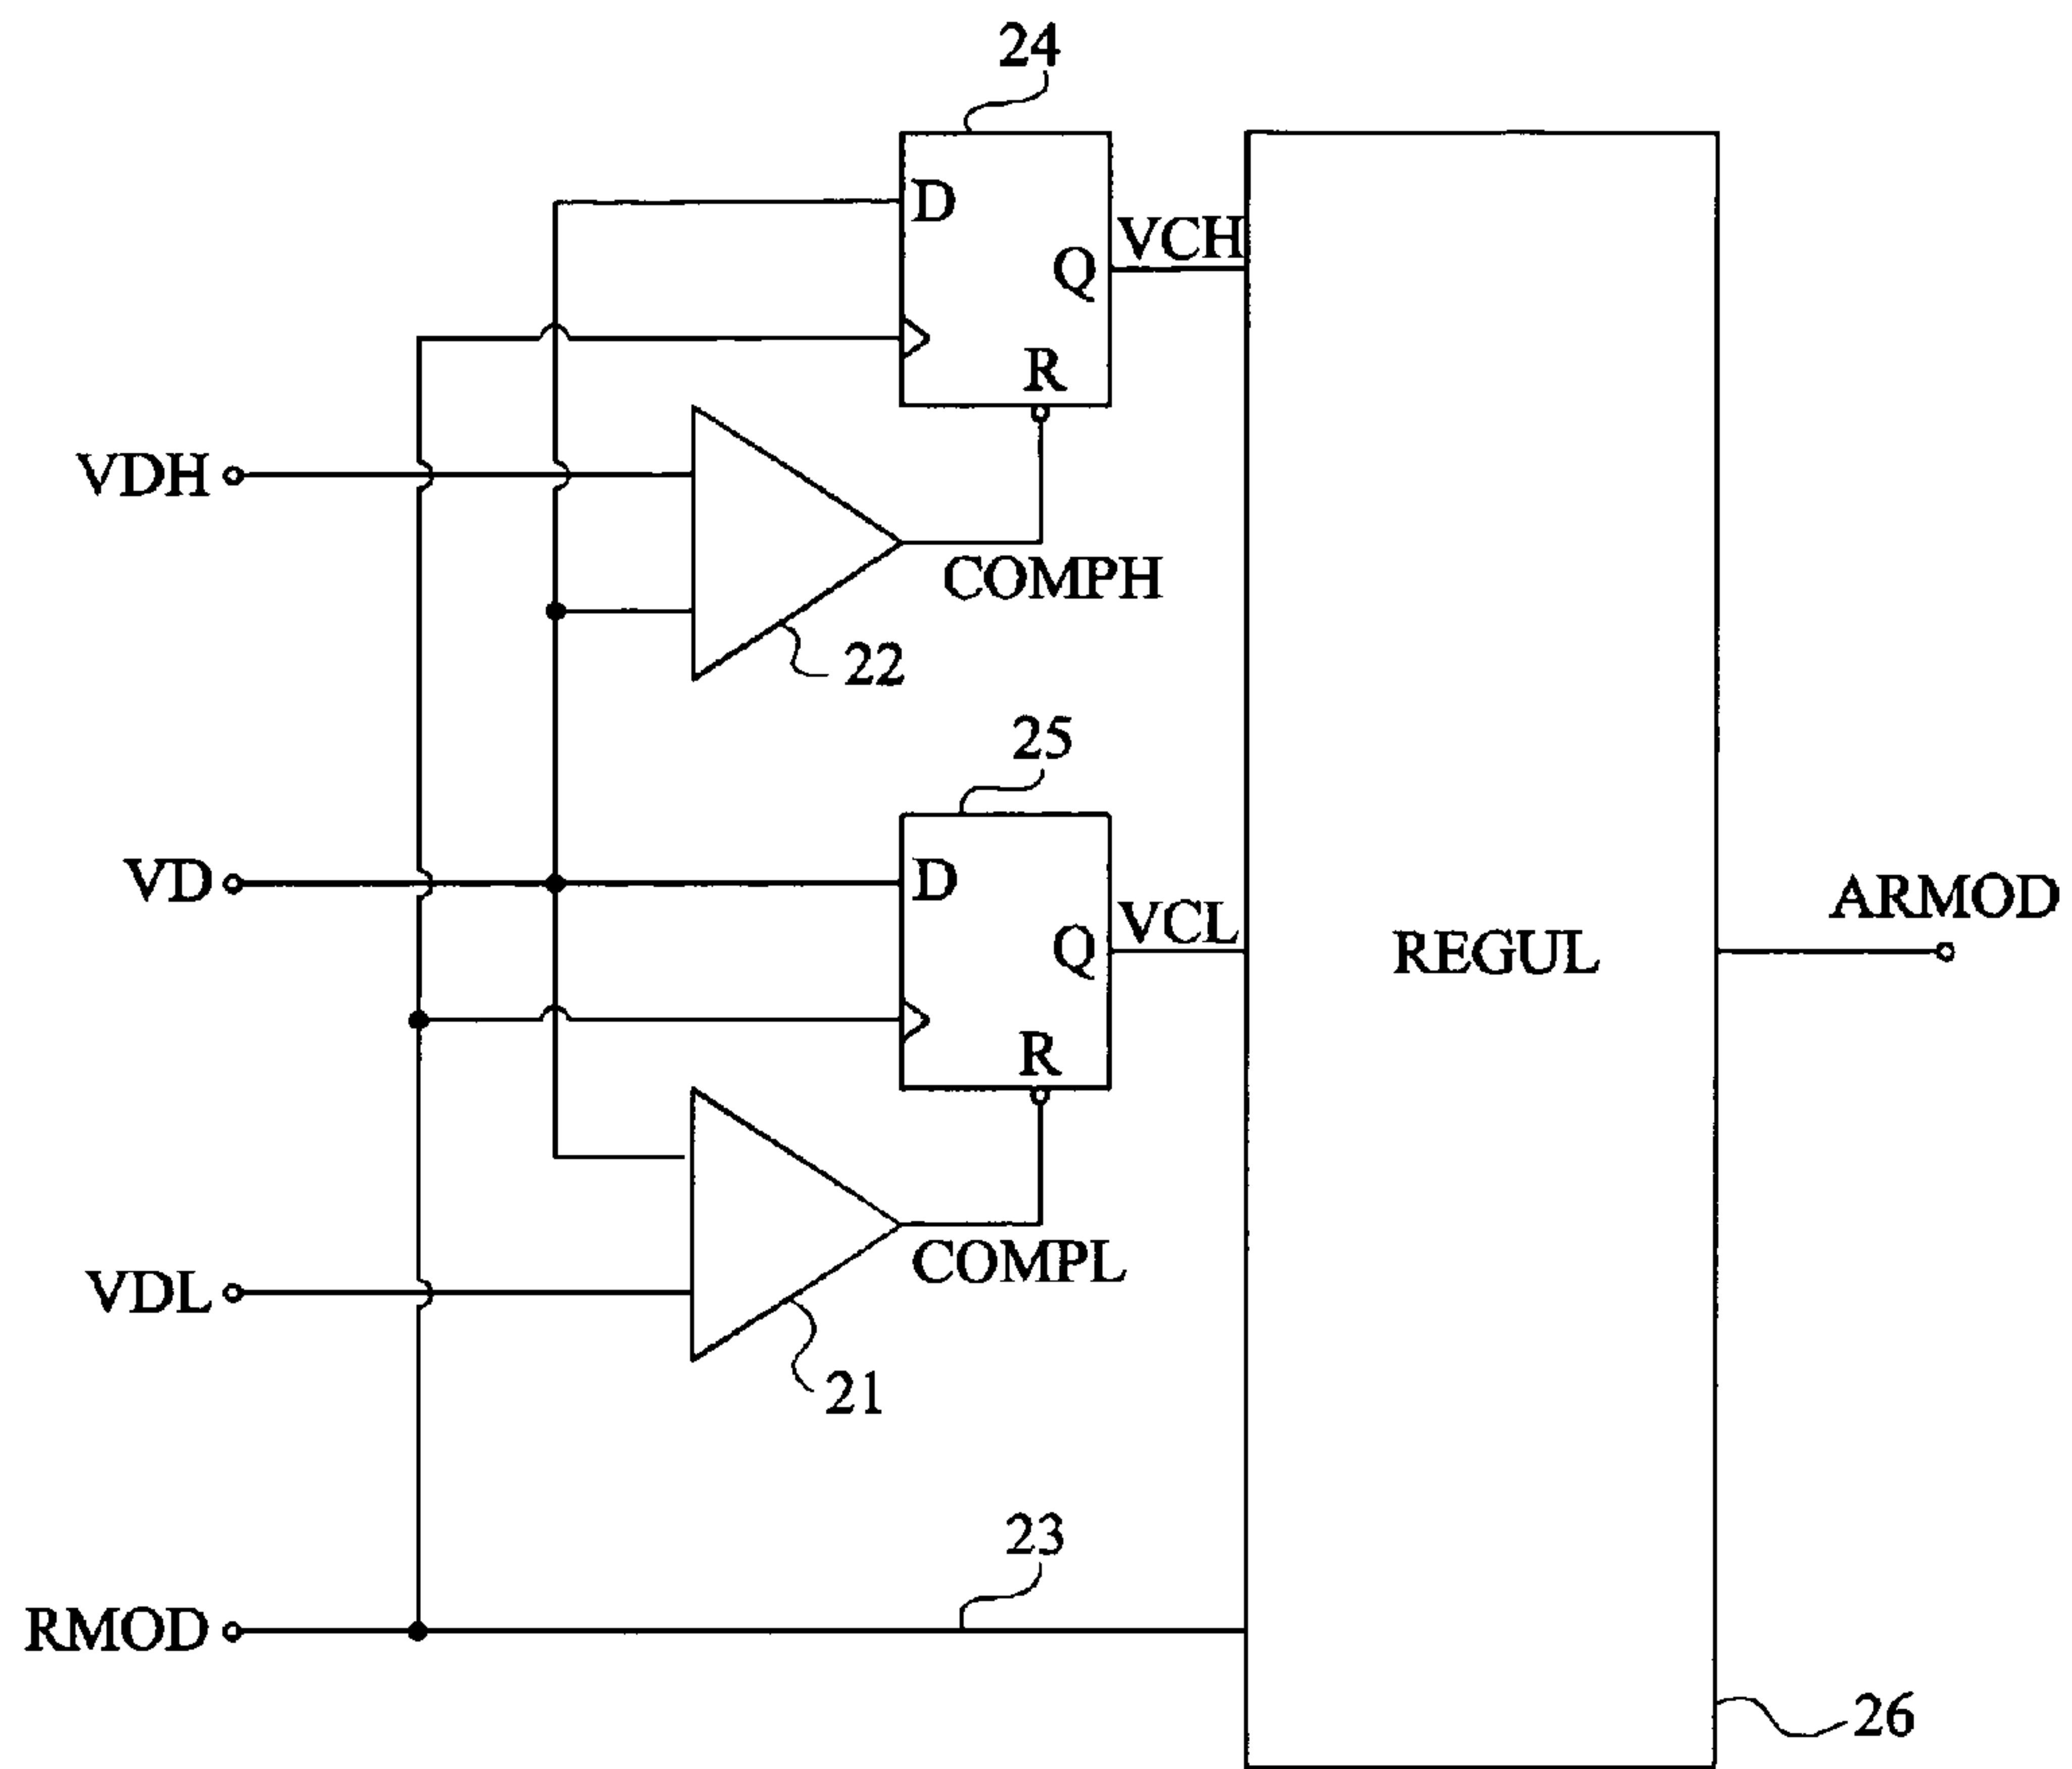 24
D
VCH
Q
R
VDH
COMPH
22
25
VD
D
ARMOD
VCL
Q
REGUL
R
COMPL
VDL
21
23
RMOD
26